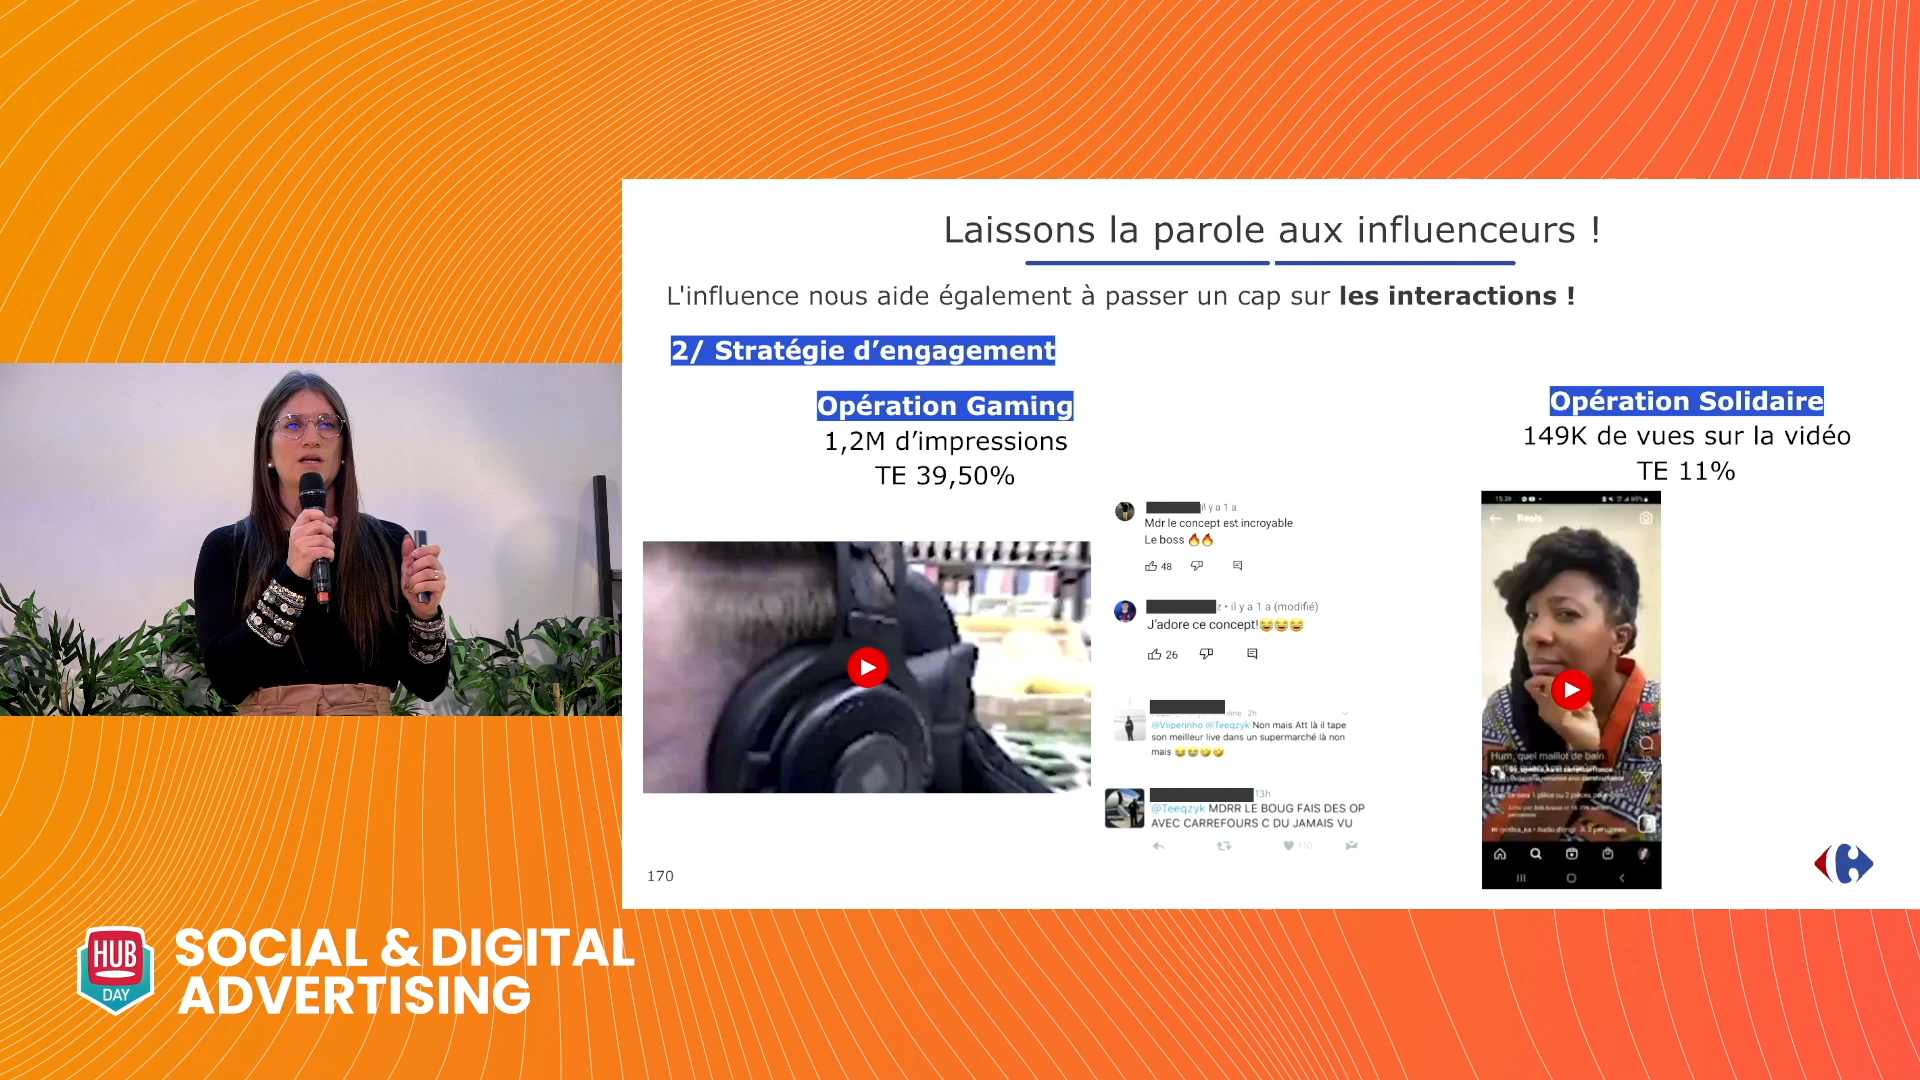 Laissons la parole aux influenceurs !
L'influence nous aide également à passer un cap sur les interactions !
2/ Stratégie d’engagement
Opération Gaming
1,2M d’impressions
TE 39,50%
Opération Solidaire
149K de vues sur la vidéo
TE 11%
il y a 1 a
Mdr le concept est incroyable
Le boss 🔥🔥
48
z • il y a 1 a (modifié)
J’adore ce concept!😂😂😂
26
2h
@Viiperinho @Teeqzyk Non mais Att là il tape
son meilleur live dans un supermarché là non
mais 😂😂🤣🤣
13h
@Teeqzyk MDRR LE BOUG FAIS DES OP
AVEC CARREFOURS C DU JAMAIS VU
110
15:39
Reels
Hum, quel maillot de bain
170
HUB
DAY
SOCIAL & DIGITAL
ADVERTISING